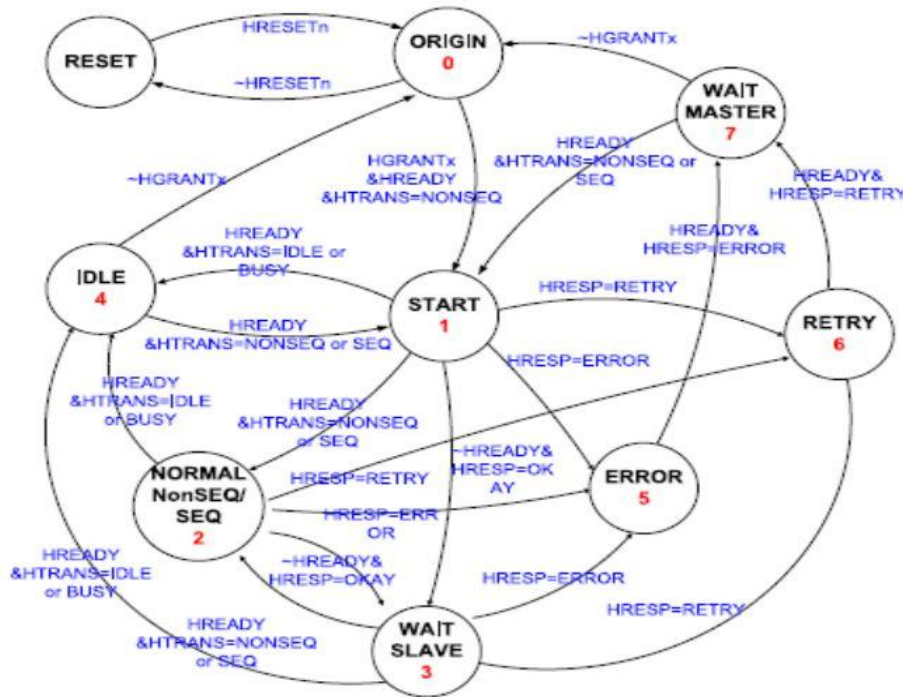 HRESETn
ORIGIN
0
RESET
~HRESETn
~HGRANTx
WAIT
MASTER
7
HREADY
&HTRANS=NONSEQ or
SEQ
HGRANTx
&HREADY
&HTRANS=NONSEQ
~HGRANTx
HREADY&
HRESP=RETRY
HREADY&
HRESP=ERROR
HREADY
&HTRANS=IDLE or
BUSY
IDLE
4
START
1
HRESP=RETRY
RETRY
6
HREADY
&HTRANS=NONSEQ or SEQ
HRESP=ERROR
HREADY
&HTRANS=IDLE
or BUSY
HREADY
&HTRANS=NONSEQ
or SEQ
~HREADY&
HRESP=OK
AY
NORMAL
NonSEQ/
SEQ
2
HRESP=RETRY
ERROR
5
HRESP=ERR
OR
~HREADY&
HRESP=OKAY
HREADY
&HTRANS=IDLE
or BUSY
HRESP=ERROR
HRESP=RETRY
HREADY
&HTRANS=NONSEQ
or SEQ
WAIT
SLAVE
3